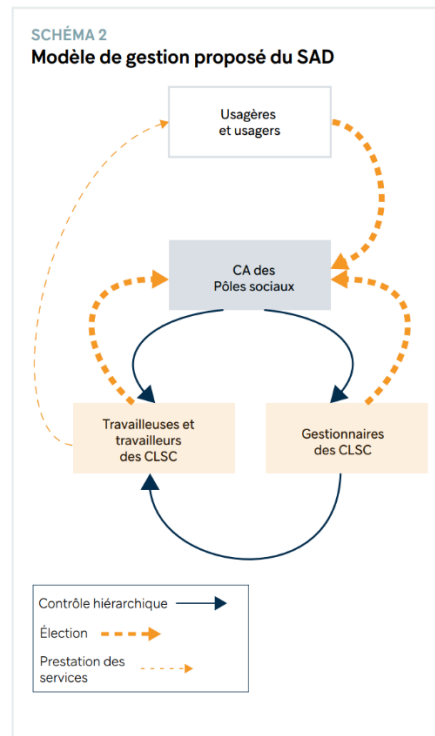 SCHÉMA 2
Modèle de gestion proposé du SAD
Usagères
et usagers
CA des
Pôles sociaux
Travailleuses et
travailleurs
des CLSC
Gestionnaires
des CLSC
Contrôle hiérarchique
Élection
Prestation des
services